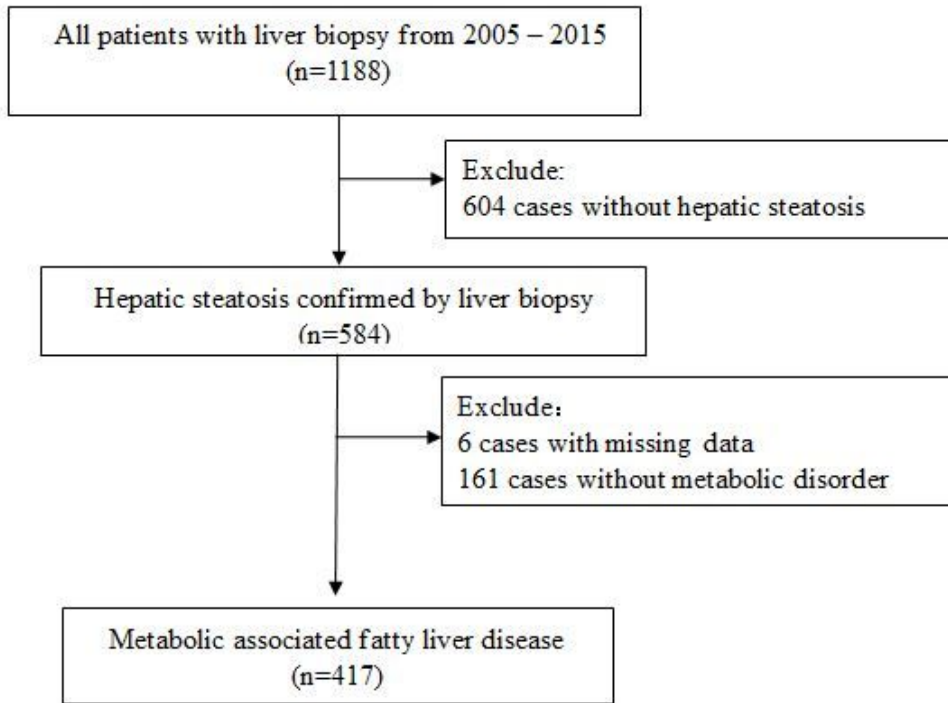 All patients with liver biopsy from 2005 – 2015
(n=1188)
Exclude:
604 cases without hepatic steatosis
Hepatic steatosis confirmed by liver biopsy
(n=584)
Exclude：
6 cases with missing data
161 cases without metabolic disorder
Metabolic associated fatty liver disease
(n=417)